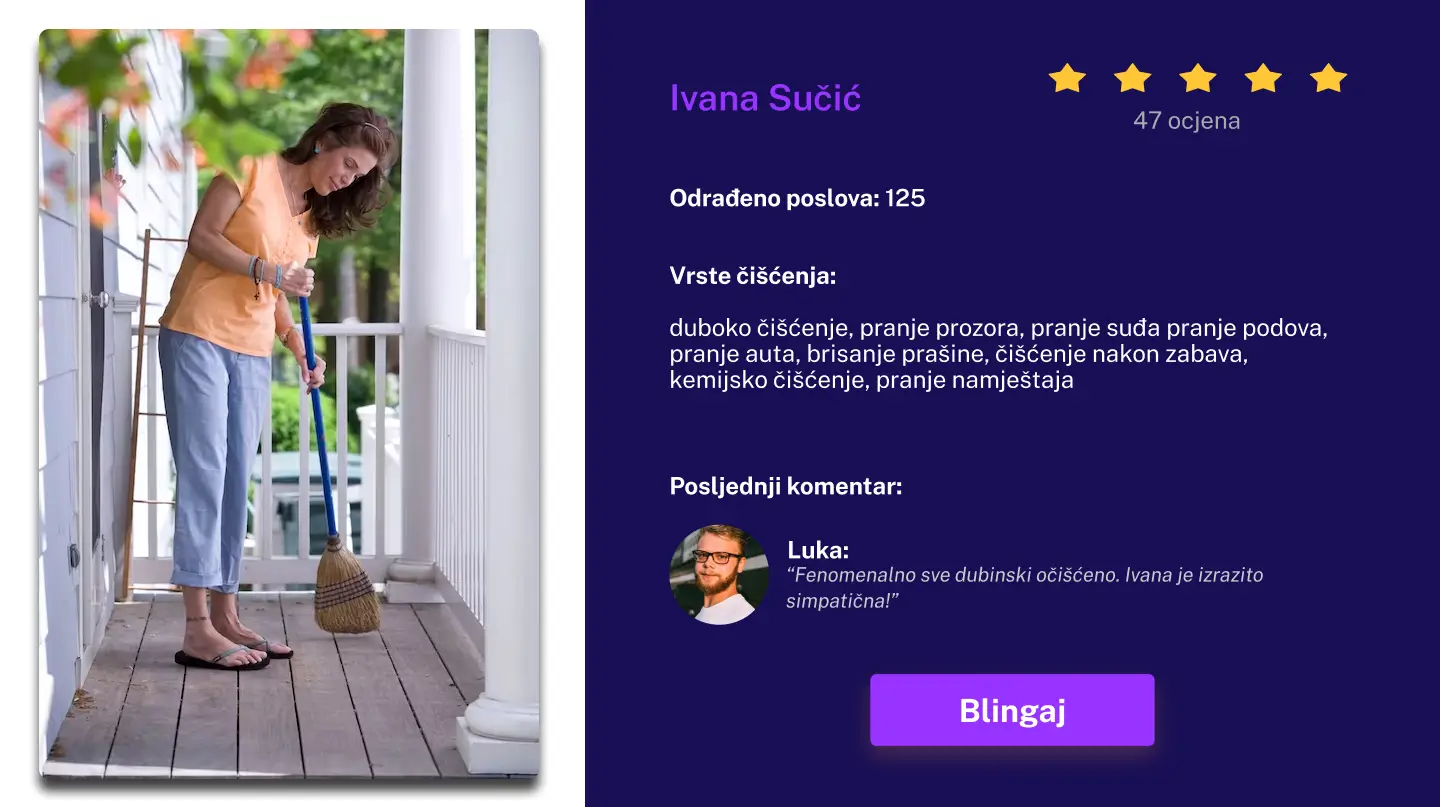 Ivana Sučić
47 ocjena
Odrađeno poslova: 125
Vrste čišćenja:
duboko čišćenje, pranje prozora, pranje suđa pranje podova,
pranje auta, brisanje prašine, čišćenje nakon zabava,
kemijsko čišćenje, pranje namještaja
Posljednji komentar:
Luka:
“Fenomenalno sve dubinski očišćeno. Ivana je izrazito
simpatična!”
Blingaj